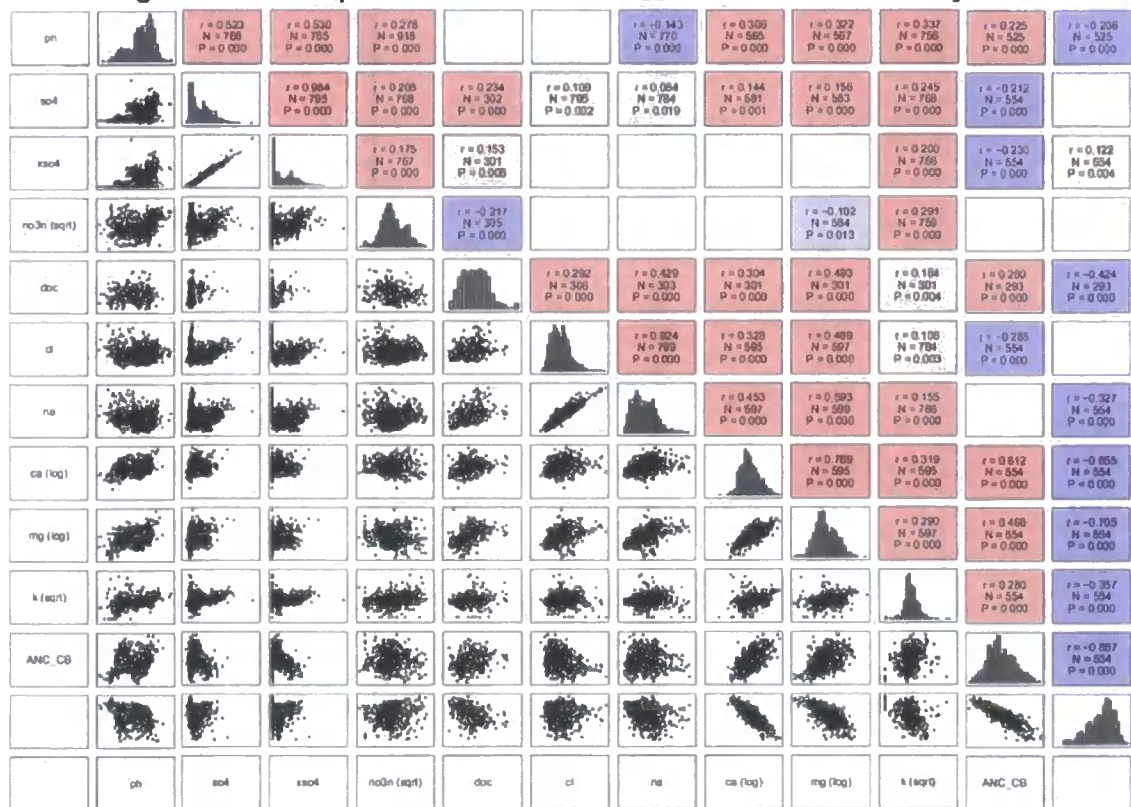 ph
r = 0.523
N = 766
P = 0.000
r = 0.530
N = 765
P = 0.000
r = 0.278
N = 915
P = 0.000
r = -0.143
N = 770
P = 0.000
r = 0.306
N = 565
P = 0.000
r = 0.322
N = 567
P = 0.000
r = 0.337
N = 756
P = 0.000
r = 0.225
N = 525
P = 0.000
r = -0.206
N = 525
P = 0.000
so4
r = 0.984
N = 795
P = 0.000
r = 0.206
N = 768
P = 0.000
r = 0.234
N = 302
P = 0.000
r = 0.109
N = 795
P = 0.002
r = 0.084
N = 784
P = 0.019
r = 0.144
N = 581
P = 0.001
r = 0.156
N = 583
P = 0.000
r = 0.245
N = 768
P = 0.000
r = -0.212
N = 554
P = 0.000
xso4
r = 0.175
N = 767
P = 0.000
r = 0.153
N = 301
P = 0.008
r = 0.200
N = 766
P = 0.000
r = -0.230
N = 554
P = 0.000
r = 0.122
N = 554
P = 0.004
no3n (sqrt)
r = -0.217
N = 305
P = 0.000
r = -0.102
N = 584
P = 0.013
r = 0.291
N = 759
P = 0.000
doc
r = 0.292
N = 306
P = 0.000
r = 0.429
N = 303
P = 0.000
r = 0.304
N = 301
P = 0.000
r = 0.493
N = 301
P = 0.000
r = 0.164
N = 301
P = 0.004
r = 0.260
N = 293
P = 0.000
r = -0.424
N = 293
P = 0.000
cl
r = 0.924
N = 799
P = 0.000
r = 0.328
N = 595
P = 0.000
r = 0.469
N = 597
P = 0.000
r = 0.106
N = 784
P = 0.003
r = -0.285
N = 554
P = 0.000
na
r = 0.453
N = 597
P = 0.000
r = 0.593
N = 599
P = 0.000
r = 0.155
N = 786
P = 0.000
r = -0.327
N = 554
P = 0.000
ca (log)
r = 0.769
N = 595
P = 0.000
r = 0.319
N = 595
P = 0.000
r = 0.612
N = 554
P = 0.000
N = 554
P = 0.000
mg (log)
r = 0.290
N = 597
P = 0.000
r = 0.466
N = 554
P = 0.000
r = -0.705
N = 554
P = 0.000
k (sqrt)
r = 0.280
N = 554
P = 0.000
r = -0.357
N = 554
P = 0.000
ANC_CB
N = 554
P = 0.000
ph so4 xso4 no3n (sqrt) doc cl na ca (log) mg (log) k (sqrt) ANC_CB